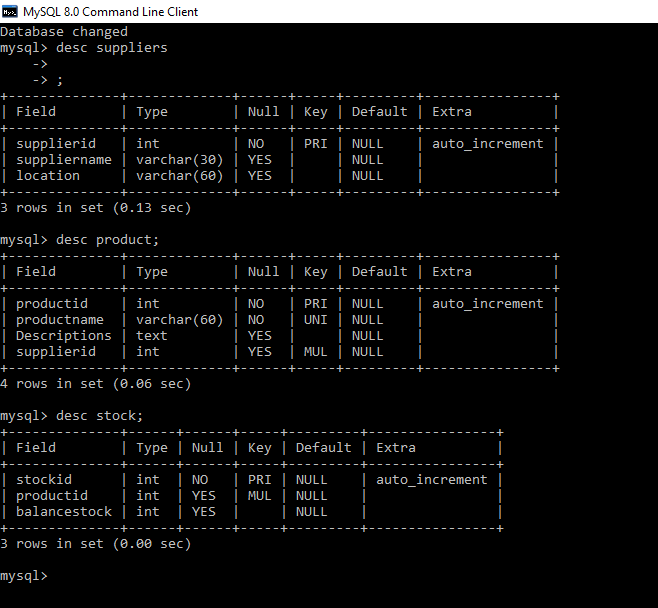 MySQL 8.0 Command Line Client
Database changed
mysql> desc suppliers
    ->
    -> ;
+--------------+-------------+------+-----+---------+----------------+
| Field        | Type        | Null | Key | Default | Extra          |
+--------------+-------------+------+-----+---------+----------------+
| supplierid   | int         | NO   | PRI | NULL    | auto_increment |
| suppliername | varchar(30) | YES  |     | NULL    |                |
| location     | varchar(60) | YES  |     | NULL    |                |
+--------------+-------------+------+-----+---------+----------------+
3 rows in set (0.13 sec)

mysql> desc product;
+--------------+-------------+------+-----+---------+----------------+
| Field        | Type        | Null | Key | Default | Extra          |
+--------------+-------------+------+-----+---------+----------------+
| productid    | int         | NO   | PRI | NULL    | auto_increment |
| productname  | varchar(60) | NO   | UNI | NULL    |                |
| Descriptions | text        | YES  |     | NULL    |                |
| supplierid   | int         | YES  | MUL | NULL    |                |
+--------------+-------------+------+-----+---------+----------------+
4 rows in set (0.06 sec)

mysql> desc stock;
+--------------+------+------+-----+---------+----------------+
| Field        | Type | Null | Key | Default | Extra          |
+--------------+------+------+-----+---------+----------------+
| stockid      | int  | NO   | PRI | NULL    | auto_increment |
| productid    | int  | YES  | MUL | NULL    |                |
| balancestock | int  | YES  |     | NULL    |                |
+--------------+------+------+-----+---------+----------------+
3 rows in set (0.00 sec)

mysql>